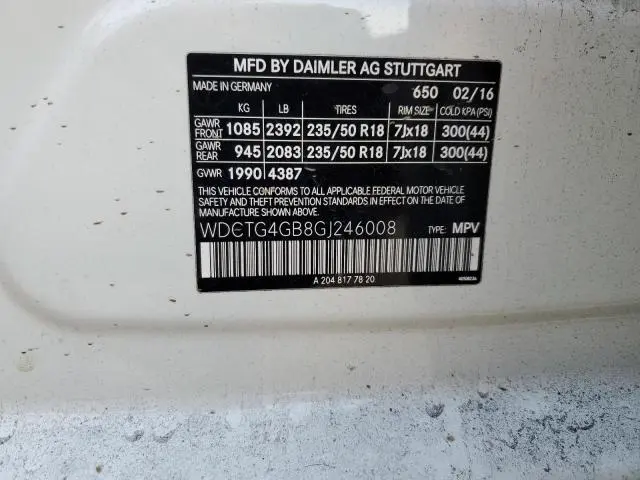 MFD BY DAIMLER AG STUTTGART
MADE IN GERMANY 650 02/16
KG LB TIRES RIM SIZE COLD KPA(PSI)
GAWR FRONT 1085 2392 235/50 R18 7Jx18 300(44)
GAWR REAR 945 2083 235/50 R18 7Jx18 300(44)
GVWR 1990 4387
THIS VEHICLE CONFORMS TO ALL APPLICABLE FEDERAL MOTOR VEHICLE
SAFETY AND THEFT PREVENTION STANDARDS IN EFFECT ON THE DATE
OF MANUFACTURE SHOWN ABOVE.
WDCTG4GB8GJ246008 TYPE: MPV
A 204 817 78 20